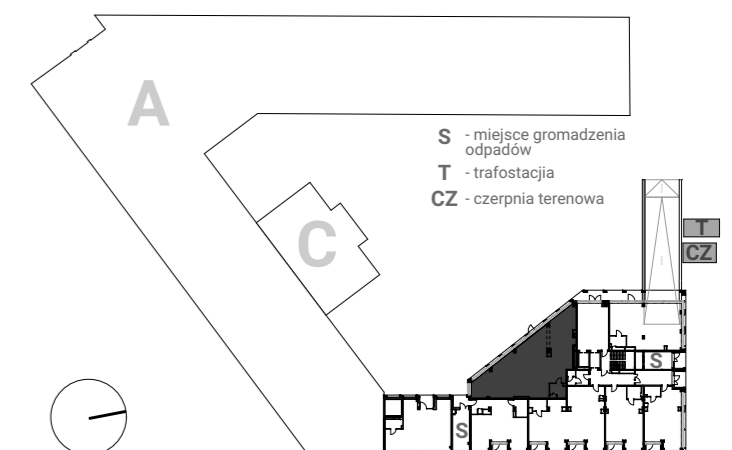 A
S - miejsce gromadzenia
odpadów
T - trafostacjia
CZ - czerpnia terenowa
T
C
CZ
S
S